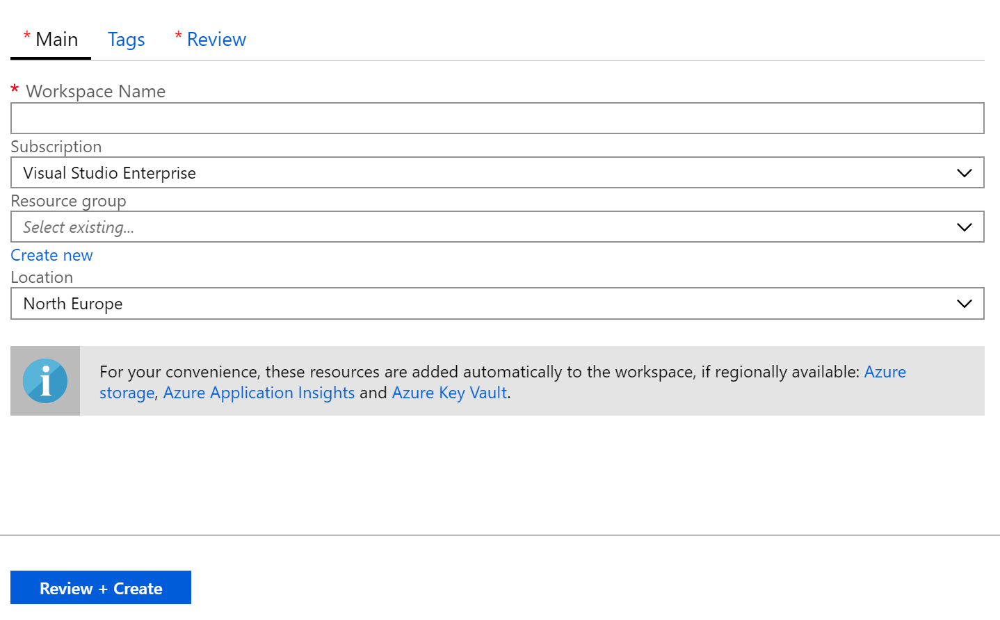 * Main Tags * Review
* Workspace Name
Subscription
Visual Studio Enterprise
Resource group
Select existing...
Create new
Location
North Europe
i
For your convenience, these resources are added automatically to the workspace, if regionally available: Azure
storage, Azure Application Insights and Azure Key Vault.
Review + Create